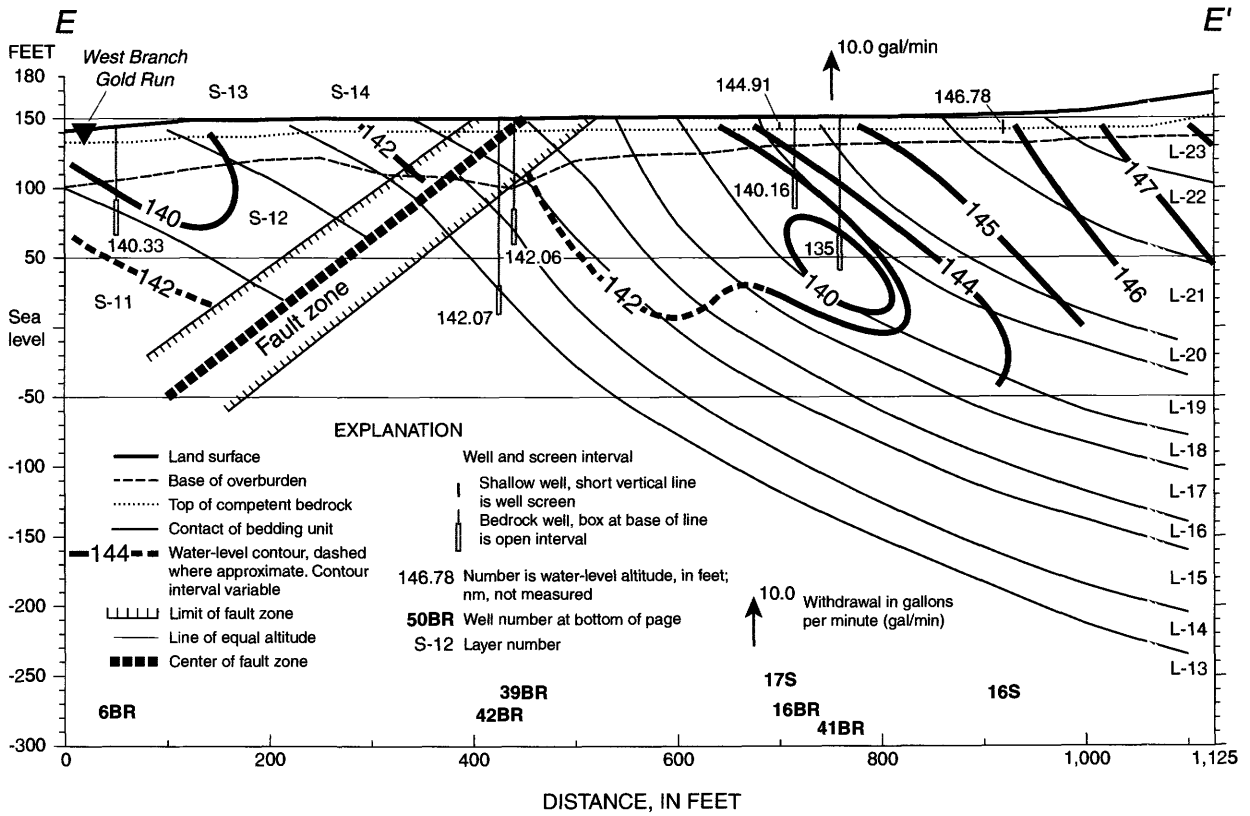 E
E'
FEET
West Branch
Gold Run
S-13
S-14
10.0 gal/min
144.91
146.78
180
150
100
50
Sea
level
-50
-100
-150
-200
-250
-300
142
140
S-12
140.33
142
S-11
Fault zone
142.06
142.07
142
140.16
135
140
144
145
146
147
L-23
L-22
L-21
L-20
L-19
L-18
L-17
L-16
L-15
L-14
L-13
EXPLANATION
Land surface
Base of overburden
Top of competent bedrock
Contact of bedding unit
144 Water-level contour, dashed
where approximate. Contour
interval variable
Limit of fault zone
Line of equal altitude
Center of fault zone
Well and screen interval
Shallow well, short vertical line
is well screen
Bedrock well, box at base of line
is open interval
146.78 Number is water-level altitude, in feet;
nm, not measured
50BR Well number at bottom of page
S-12 Layer number
10.0 Withdrawal in gallons
per minute (gal/min)
6BR
39BR
42BR
17S
16BR
41BR
16S
0
200
400
600
800
1,000
1,125
DISTANCE, IN FEET